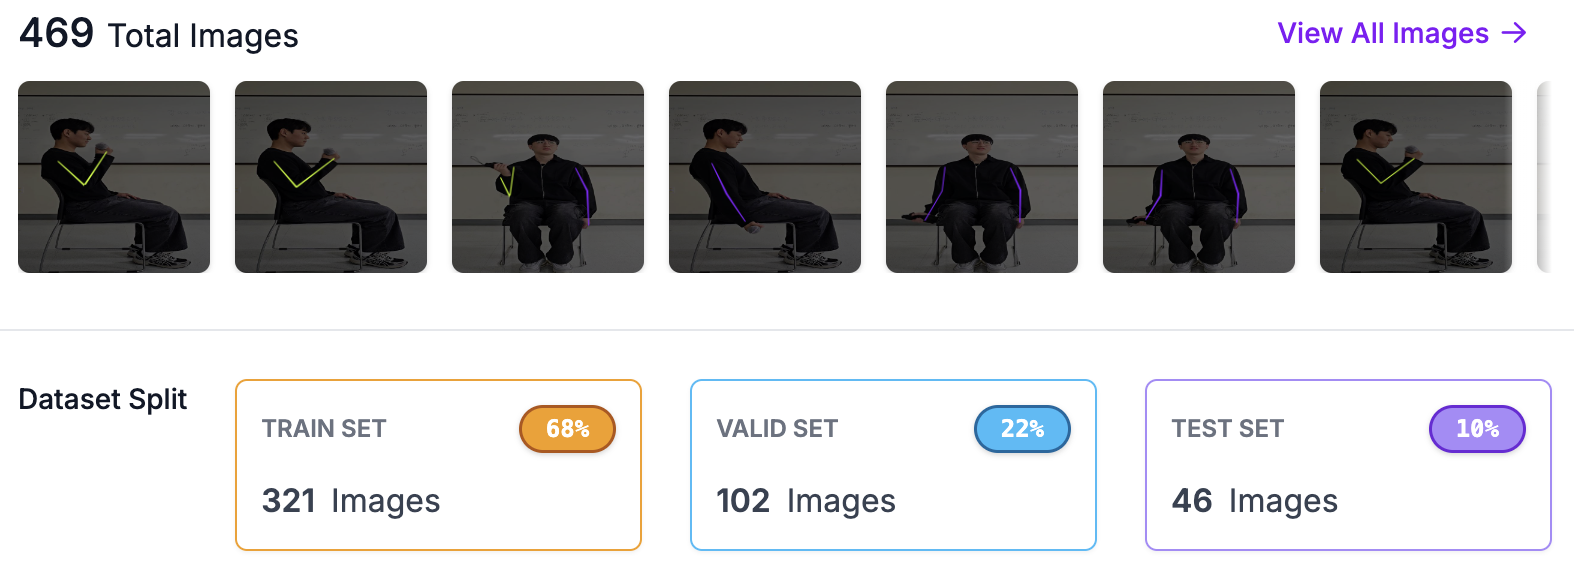 469 Total Images
View All Images →
Dataset Split
TRAIN SET
68%
321 Images
VALID SET
22%
102 Images
TEST SET
10%
46 Images